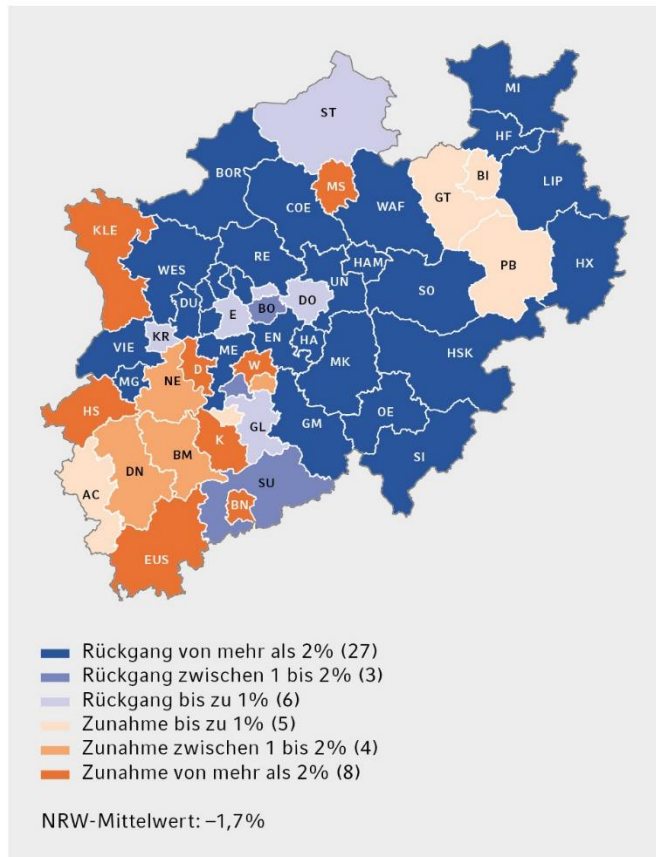 MI
ST
HF
BI
MS
BOR
LIP
GT
COE
WAF
KLE
PB
RE
HX
WES
HAM
UN
SO
DU
DO
E
BO
KR
EN
HA
VIE
ME
HSK
MK
W
D
MG
NE
OE
HS
GL
GM
K
BM
SI
DN
SU
AC
BN
EUS
Rückgang von mehr als 2% (27)
Rückgang zwischen 1 bis 2% (3)
Rückgang bis zu 1% (6)
Zunahme bis zu 1% (5)
Zunahme zwischen 1 bis 2% (4)
Zunahme von mehr als 2% (8)
NRW-Mittelwert: –1,7%